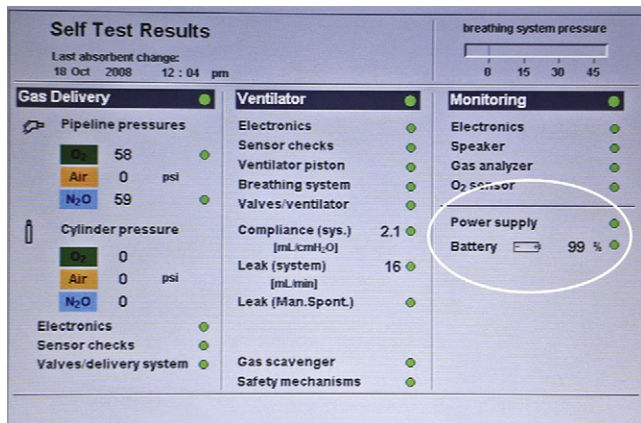 Self Test Results
Last absorbent change:
18 Oct 2008 12 : 04 pm
breathing system pressure
0 15 30 45
Gas Delivery
Pipeline pressures
O₂ 58
Air 0 psi
N₂O 59
Cylinder pressure
O₂ 0
Air 0 psi
N₂O 0
Electronics
Sensor checks
Valves/delivery system
Ventilator
Electronics
Sensor checks
Ventilator piston
Breathing system
Valves/ventilator
Compliance (sys.) 2.1
[mL/cmH₂O]
Leak (system) 16
[mL/min]
Leak (Man.Spont.)
Gas scavenger
Safety mechanisms
Monitoring
Electronics
Speaker
Gas analyzer
O₂ sensor
Power supply
Battery 99 %